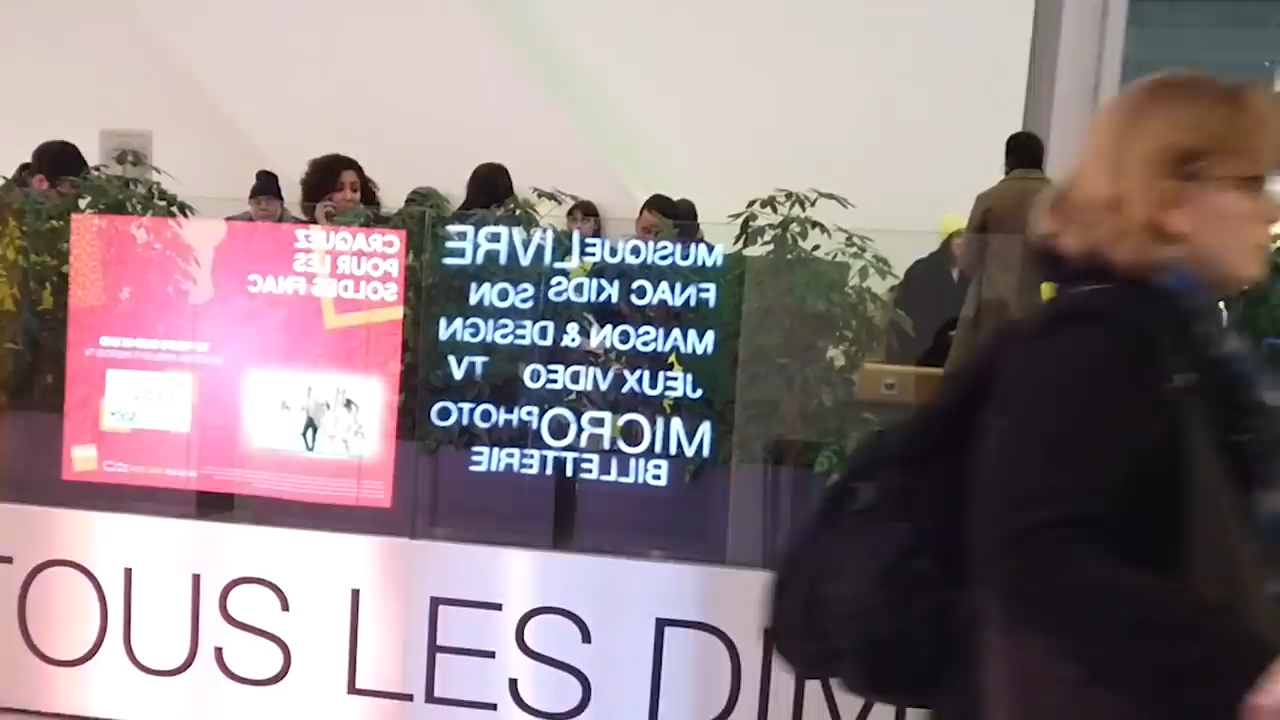 CRAQUEZ
POUR LES
SOLDES FNAC
MUSIQUE LIVRE
FNAC KIDS SON
MAISON & DESIGN
JEUX VIDEO TV
MICRO PHOTO
BILLETTERIE
TOUS LES DIM